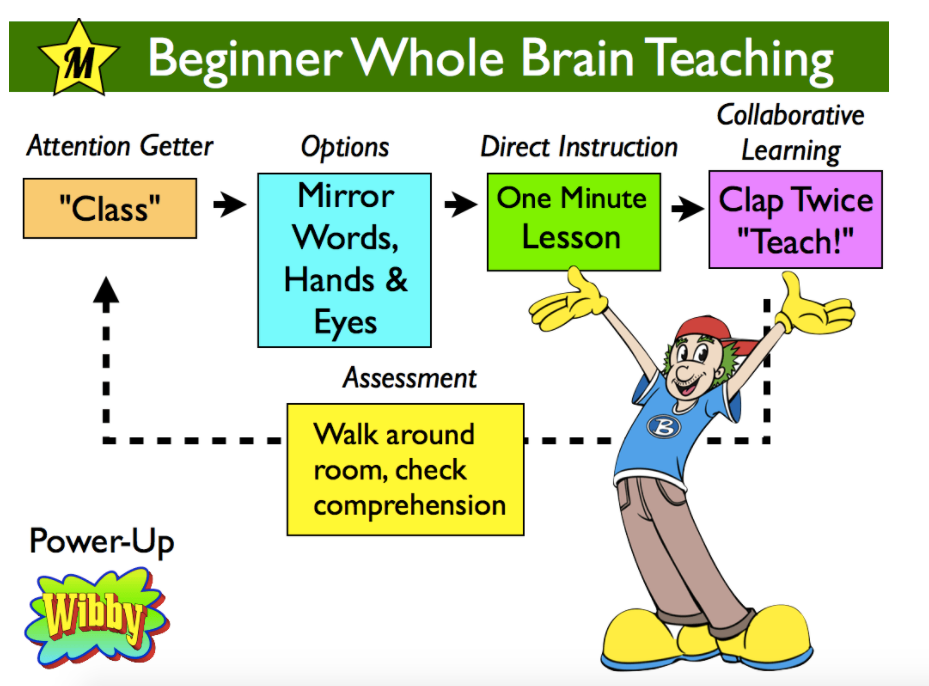 M
Beginner Whole Brain Teaching
Attention Getter
"Class"
Options
Mirror
Words,
Hands &
Eyes
Direct Instruction
One Minute
Lesson
Collaborative
Learning
Clap Twice
"Teach!"
Assessment
Walk around
room, check
comprehension
B
Power-Up
Wibby